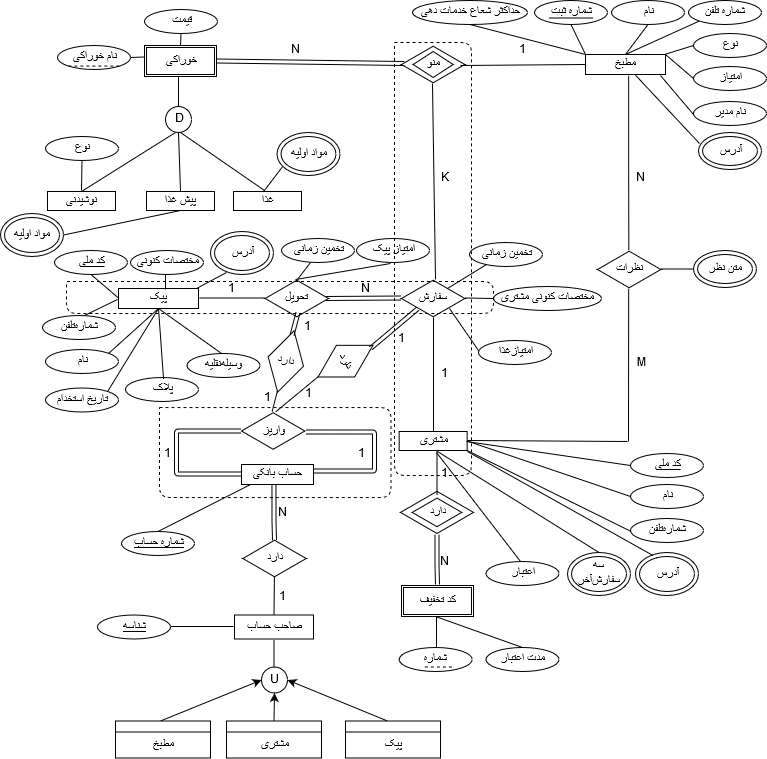 حداکثر شعاع خدمات دهی
شماره ثبت
نام
شماره تلفن
قیمت
خوراکی
نام خوراکی
N
منو
1
مطبخ
نوع
امتیاز
نام مدیر
آدرس
D
نوع
مواد اولیه
نوشیدنی
پیش غذا
غذا
مواد اولیه
K
N
کد ملی
مختصات کنونی
آدرس
تخمین زمانی
امتیاز پیک
تخمین زمانی
نظرات
متن نظر
پیک
1
تحویل
N
سفارش
مختصات کنونی مشتری
شماره‌تلفن
نام
وسیله‌نقلیه
پلاک
تاریخ استخدام
1
دارد
1
1
1
امتیازغذا
1
M
واریز
1
1
حساب بانکی
مشتری
1
کد ملی
نام
شماره‌تلفن
آدرس
سه
سفارش‌آخر
اعتبار
N
شماره حساب
دارد
N
دارد
1
کد تخفیف
شماره
مدت اعتبار
شناسه
صاحب حساب
U
مطبخ
مشتری
پیک